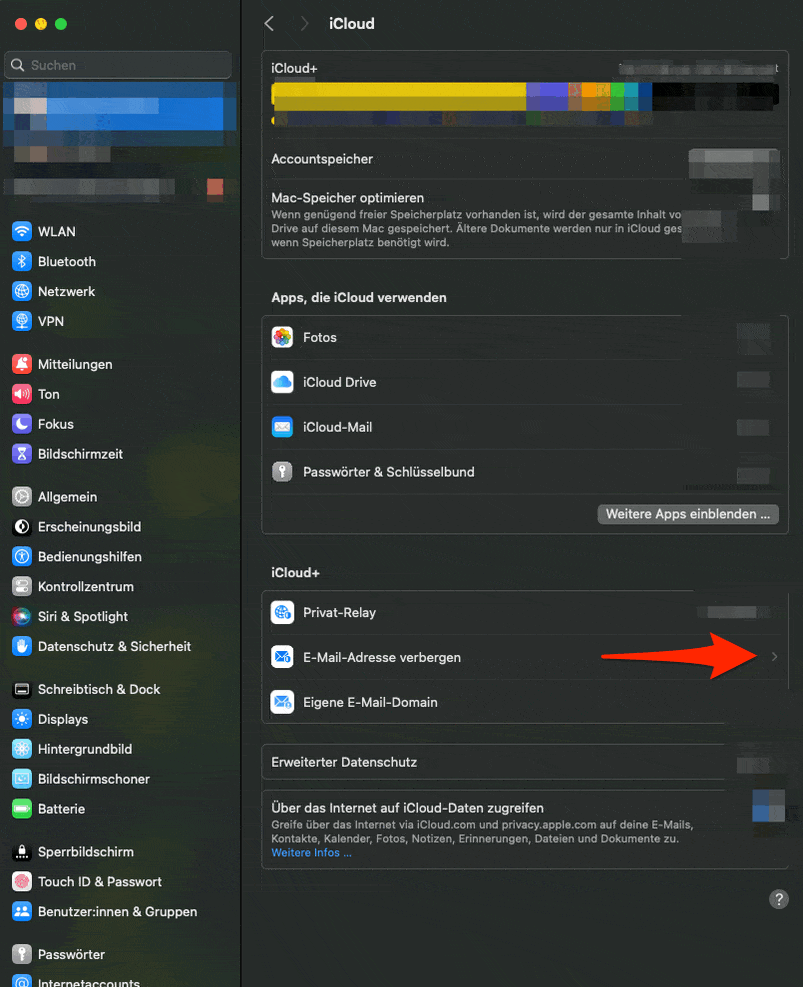 iCloud
Suchen
WLAN
Bluetooth
Netzwerk
VPN
Mitteilungen
Ton
Fokus
Bildschirmzeit
Allgemein
Erscheinungsbild
Bedienungshilfen
Kontrollzentrum
Siri & Spotlight
Datenschutz & Sicherheit
Schreibtisch & Dock
Displays
Hintergrundbild
Bildschirmschoner
Batterie
Sperrbildschirm
Touch ID & Passwort
Benutzer:innen & Gruppen
Passwörter
Internetaccounts
iCloud+
Accountspeicher
Mac-Speicher optimieren
Wenn genügend freier Speicherplatz vorhanden ist, wird der gesamte Inhalt vo
Drive auf diesem Mac gespeichert. Ältere Dokumente werden nur in iCloud ges
wenn Speicherplatz benötigt wird.
Apps, die iCloud verwenden
Fotos
iCloud Drive
iCloud-Mail
Passwörter & Schlüsselbund
Weitere Apps einblenden ...
iCloud+
Privat-Relay
E-Mail-Adresse verbergen
Eigene E-Mail-Domain
Erweiterter Datenschutz
Über das Internet auf iCloud-Daten zugreifen
Greife über das Internet via iCloud.com und privacy.apple.com auf deine E-Mails,
Kontakte, Kalender, Fotos, Notizen, Erinnerungen, Dateien und Dokumente zu.
Weitere Infos ...
?